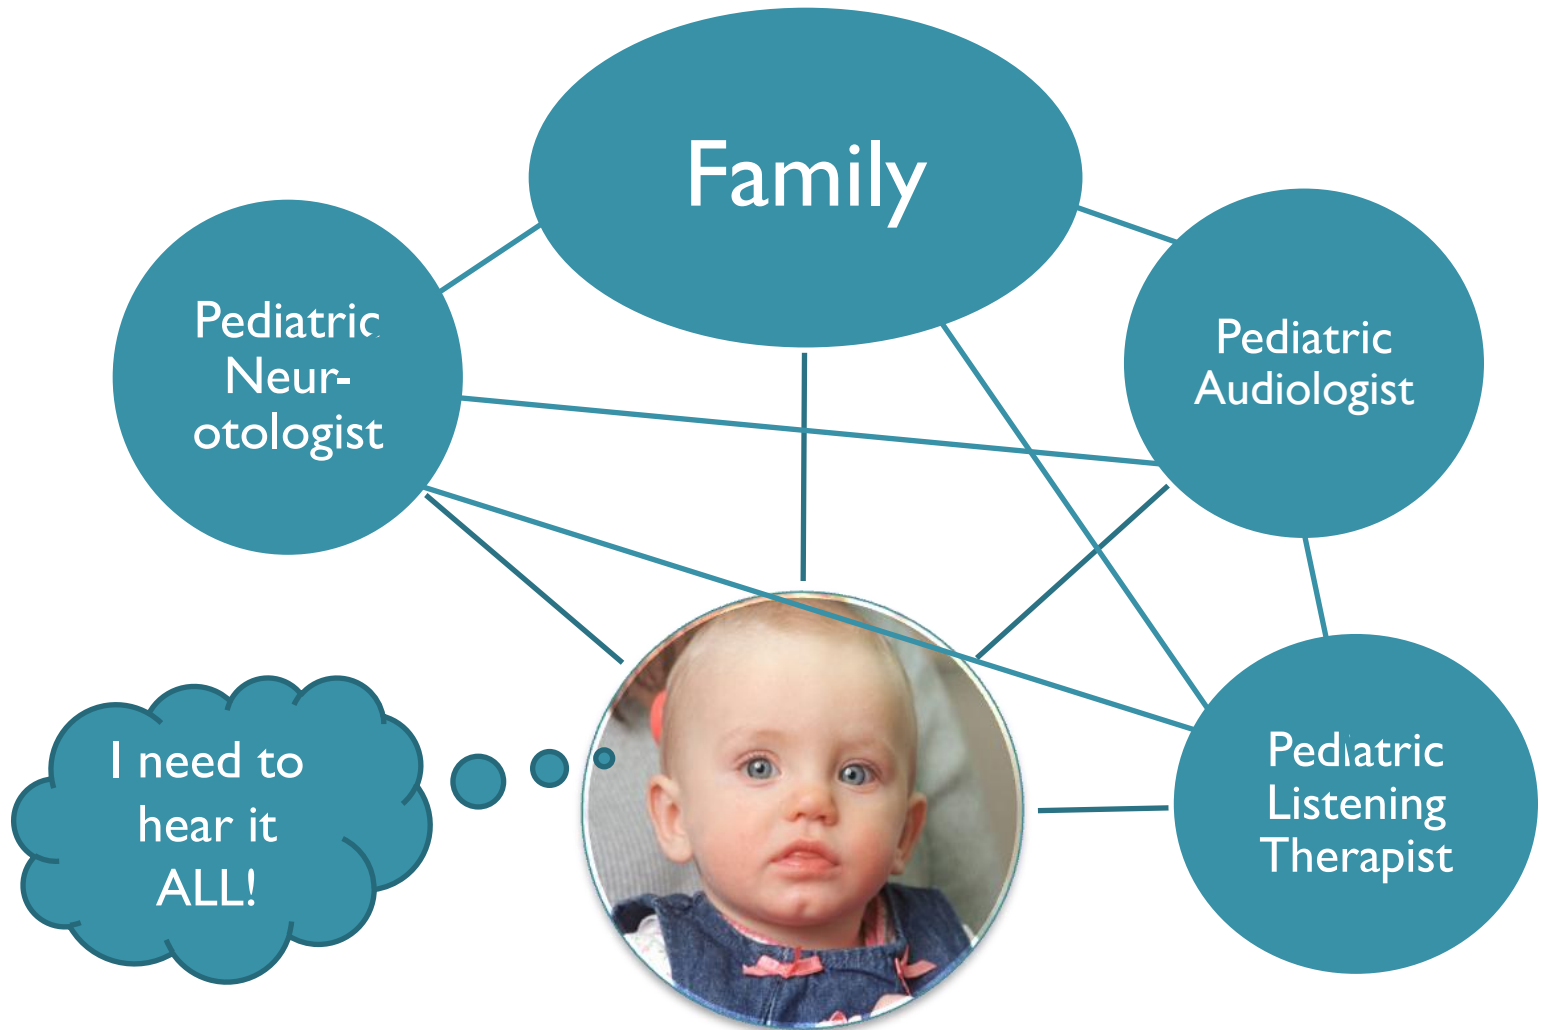 Family
Pediatric
Neur-
otologist
Pediatric
Audiologist
I need to
hear it
ALL!
Pediatric
Listening
Therapist